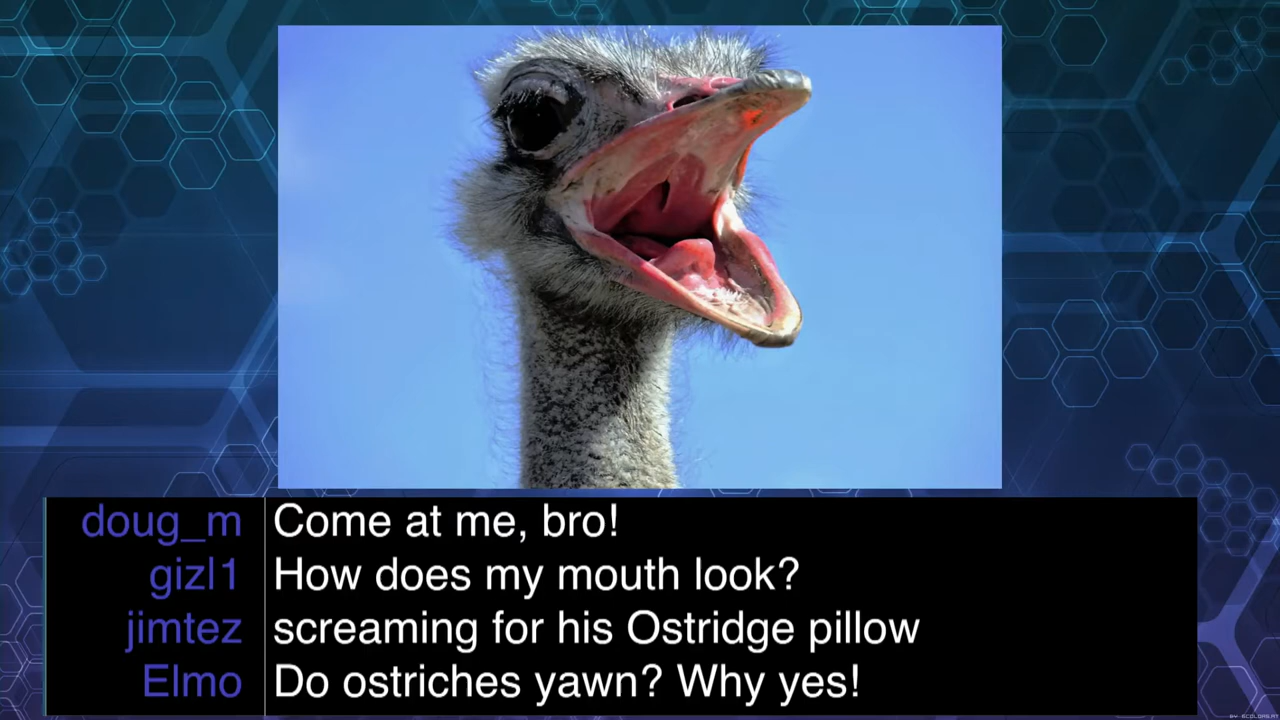 doug_m Come at me, bro!
gizl1 How does my mouth look?
jimtez screaming for his Ostridge pillow
Elmo Do ostriches yawn? Why yes!